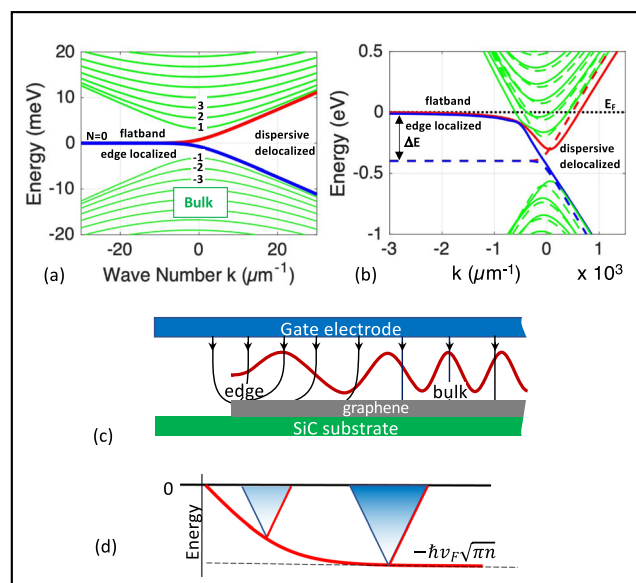 (a)
20
10
0
-10
-20
Energy (meV)
N=0
flatband
edge localized
3
2
1
-1
-2
-3
dispersive
delocalized
Bulk
-20
0
20
Wave Number k (µm⁻¹)
(b)
0.5
0
-0.5
-1
Energy (eV)
flatband
edge localized
E_F
ΔE
dispersive
delocalized
-3
-2
-1
0
1
k (µm⁻¹)
x 10³
Gate electrode
edge
bulk
graphene
SiC substrate
(c)
0
Energy
-ℏv_F√πn
(d)